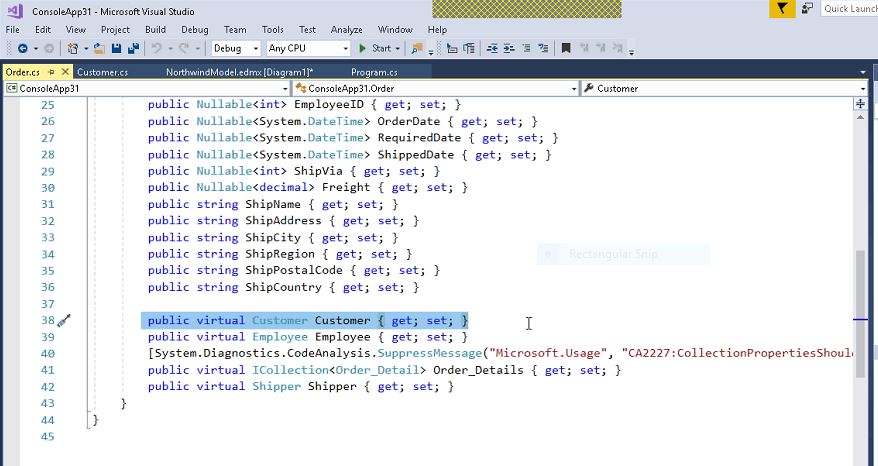 ConsoleApp31 - Microsoft Visual Studio
Quick Launch
File Edit View Project Build Debug Team Tools Test Analyze Window Help
Debug Any CPU Start
Order.cs Customer.cs NorthwindModel.edmx [Diagram1]* Program.cs
ConsoleApp31 ConsoleApp31.Order Customer
25 public Nullable<int> EmployeeID { get; set; }
26 public Nullable<System.DateTime> OrderDate { get; set; }
27 public Nullable<System.DateTime> RequiredDate { get; set; }
28 public Nullable<System.DateTime> ShippedDate { get; set; }
29 public Nullable<int> ShipVia { get; set; }
30 public Nullable<decimal> Freight { get; set; }
31 public string ShipName { get; set; }
32 public string ShipAddress { get; set; }
33 public string ShipCity { get; set; }
34 public string ShipRegion { get; set; }
35 public string ShipPostalCode { get; set; }
36 public string ShipCountry { get; set; }
37
38 public virtual Customer Customer { get; set; }
39 public virtual Employee Employee { get; set; }
40 [System.Diagnostics.CodeAnalysis.SuppressMessage("Microsoft.Usage", "CA2227:CollectionPropertiesShoul
41 public virtual ICollection<Order_Detail> Order_Details { get; set; }
42 public virtual Shipper Shipper { get; set; }
43 }
44 }
45
Rectangular Snip